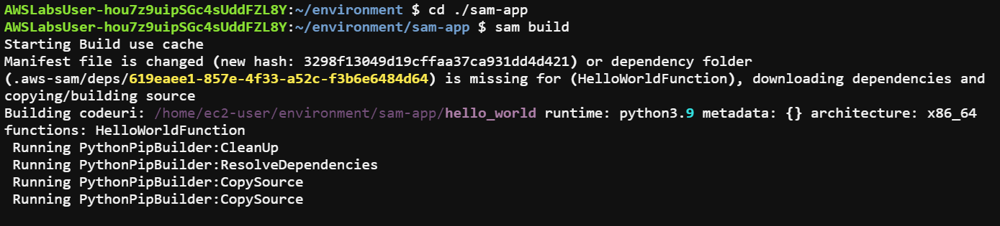 AWSLabsUser-hou7z9uipSGc4sUddFZL8Y:~/environment $ cd ./sam-app
AWSLabsUser-hou7z9uipSGc4sUddFZL8Y:~/environment/sam-app $ sam build
Starting Build use cache
Manifest file is changed (new hash: 3298f13049d19cffaa37ca931dd4d421) or dependency folder
(.aws-sam/deps/619eaee1-857e-4f33-a52c-f3b6e6484d64) is missing for (HelloWorldFunction), downloading dependencies and
copying/building source
Building codeuri: /home/ec2-user/environment/sam-app/hello_world runtime: python3.9 metadata: {} architecture: x86_64
functions: HelloWorldFunction
 Running PythonPipBuilder:CleanUp
 Running PythonPipBuilder:ResolveDependencies
 Running PythonPipBuilder:CopySource
 Running PythonPipBuilder:CopySource